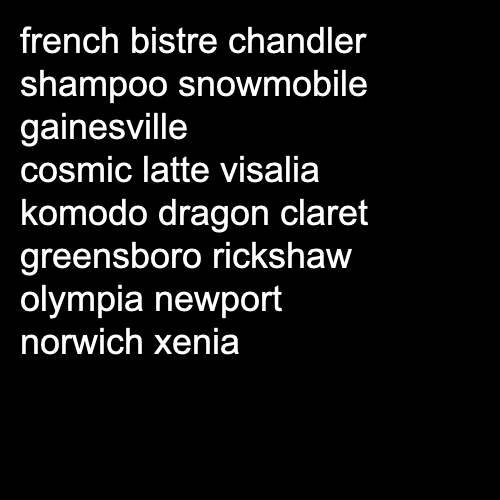 french bistre chandler
shampoo snowmobile
gainesville
cosmic latte visalia
komodo dragon claret
greensboro rickshaw
olympia newport
norwich xenia